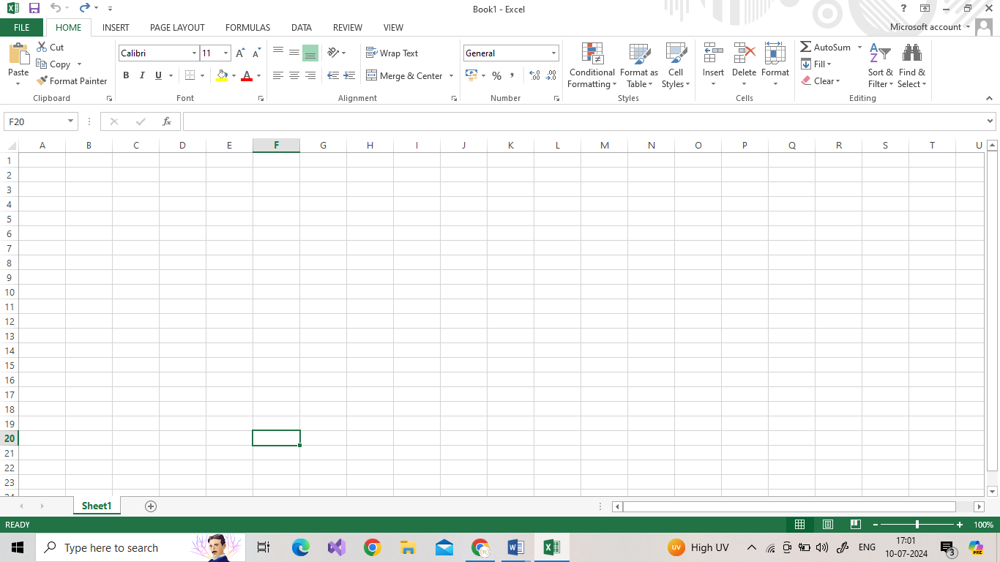 Book1 - Excel
?
FILE HOME INSERT PAGE LAYOUT FORMULAS DATA REVIEW VIEW Microsoft account
Paste
Cut
Copy
Format Painter
Clipboard
Calibri 11
A A
B I U A
Font
Wrap Text
Merge & Center
Alignment
General
% ,
.0 .00
.00 .0
Number
Conditional Formatting
Format as Table
Cell Styles
Styles
Insert Delete Format
Cells
AutoSum
Fill
Clear
Sort & Filter
Find & Select
Editing
F20 fx
A B C D E F G H I J K L M N O P Q R S T U
1
2
3
4
5
6
7
8
9
10
11
12
13
14
15
16
17
18
19
20
21
22
23
24
Sheet1
READY 100%
Type here to search
UV High UV ENG 17:01
10-07-2024
3
PRE